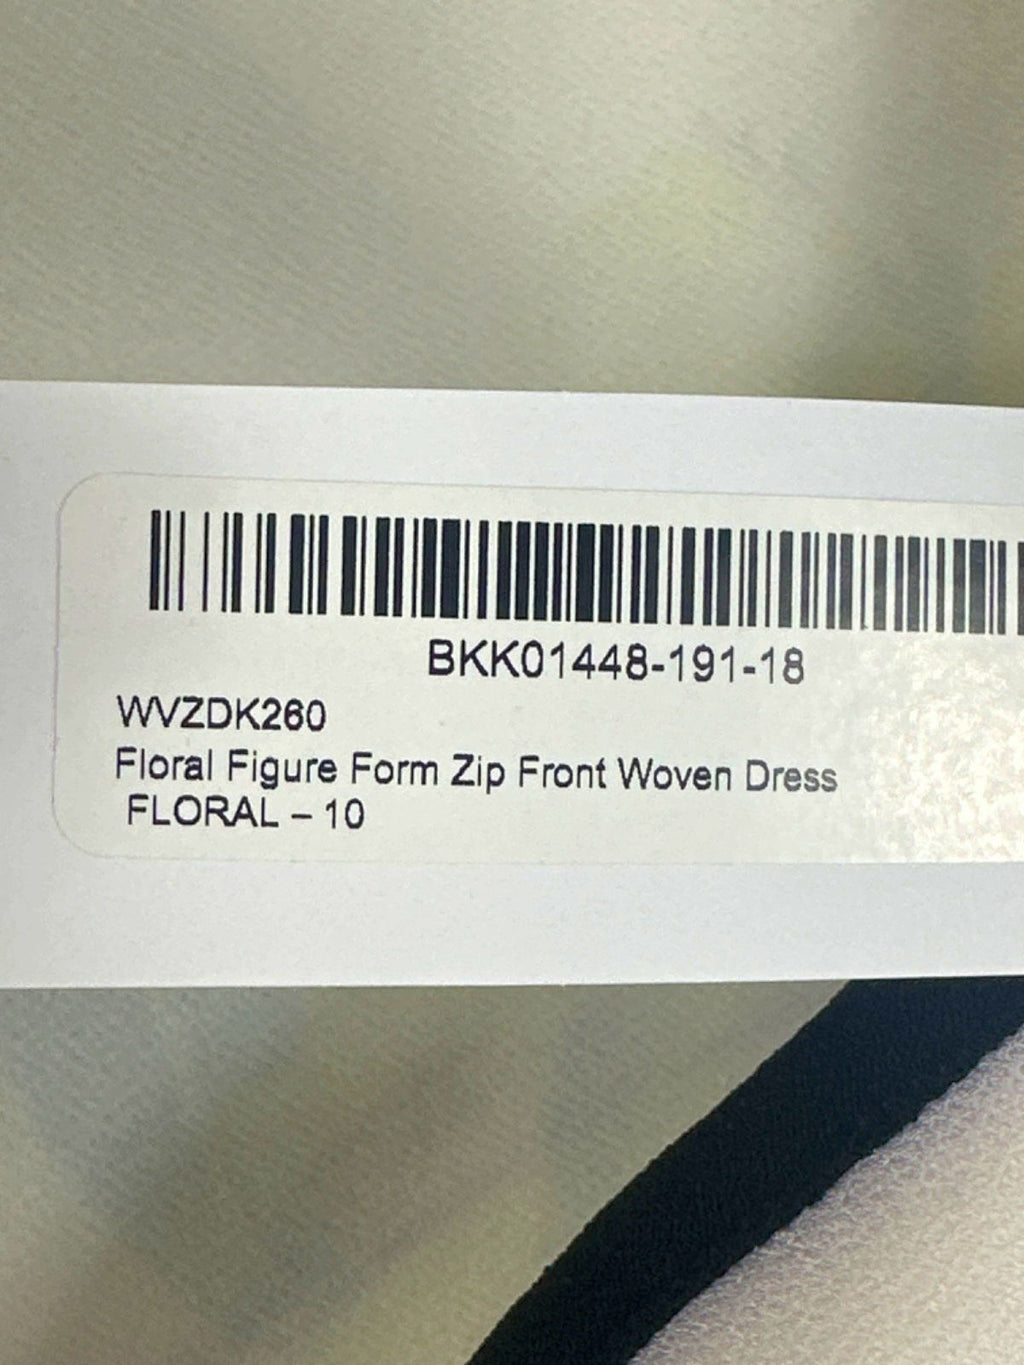 BKK01448-191-18
WVZDK260
Floral Figure Form Zip Front Woven Dress
FLORAL – 10